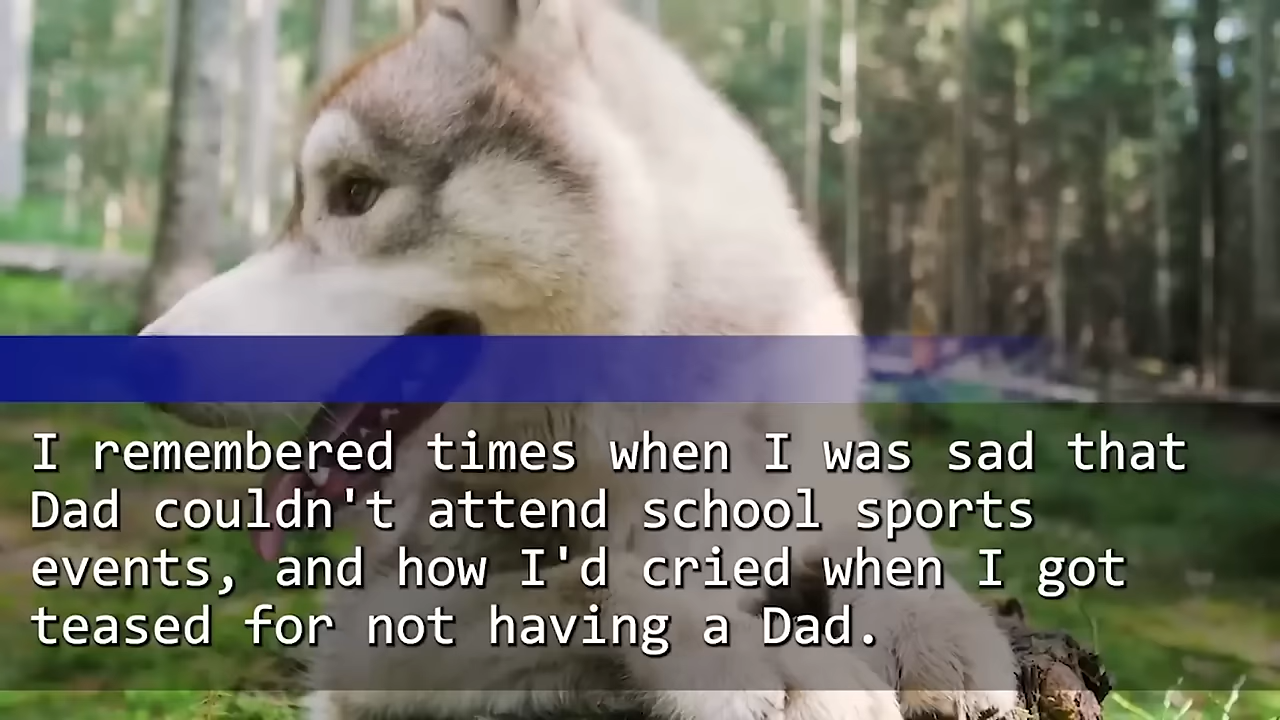 I remembered times when I was sad that
Dad couldn't attend school sports
events, and how I'd cried when I got
teased for not having a Dad.